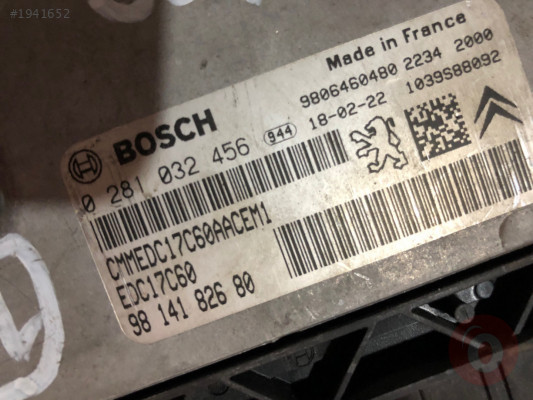 #1941652
Made in France
BOSCH 9806460480 2234 2000
0 281 032 456 944 18-02-22 1039S88092
CMMEDC17C60AACEM1
EDC17C60
98 141 826 80